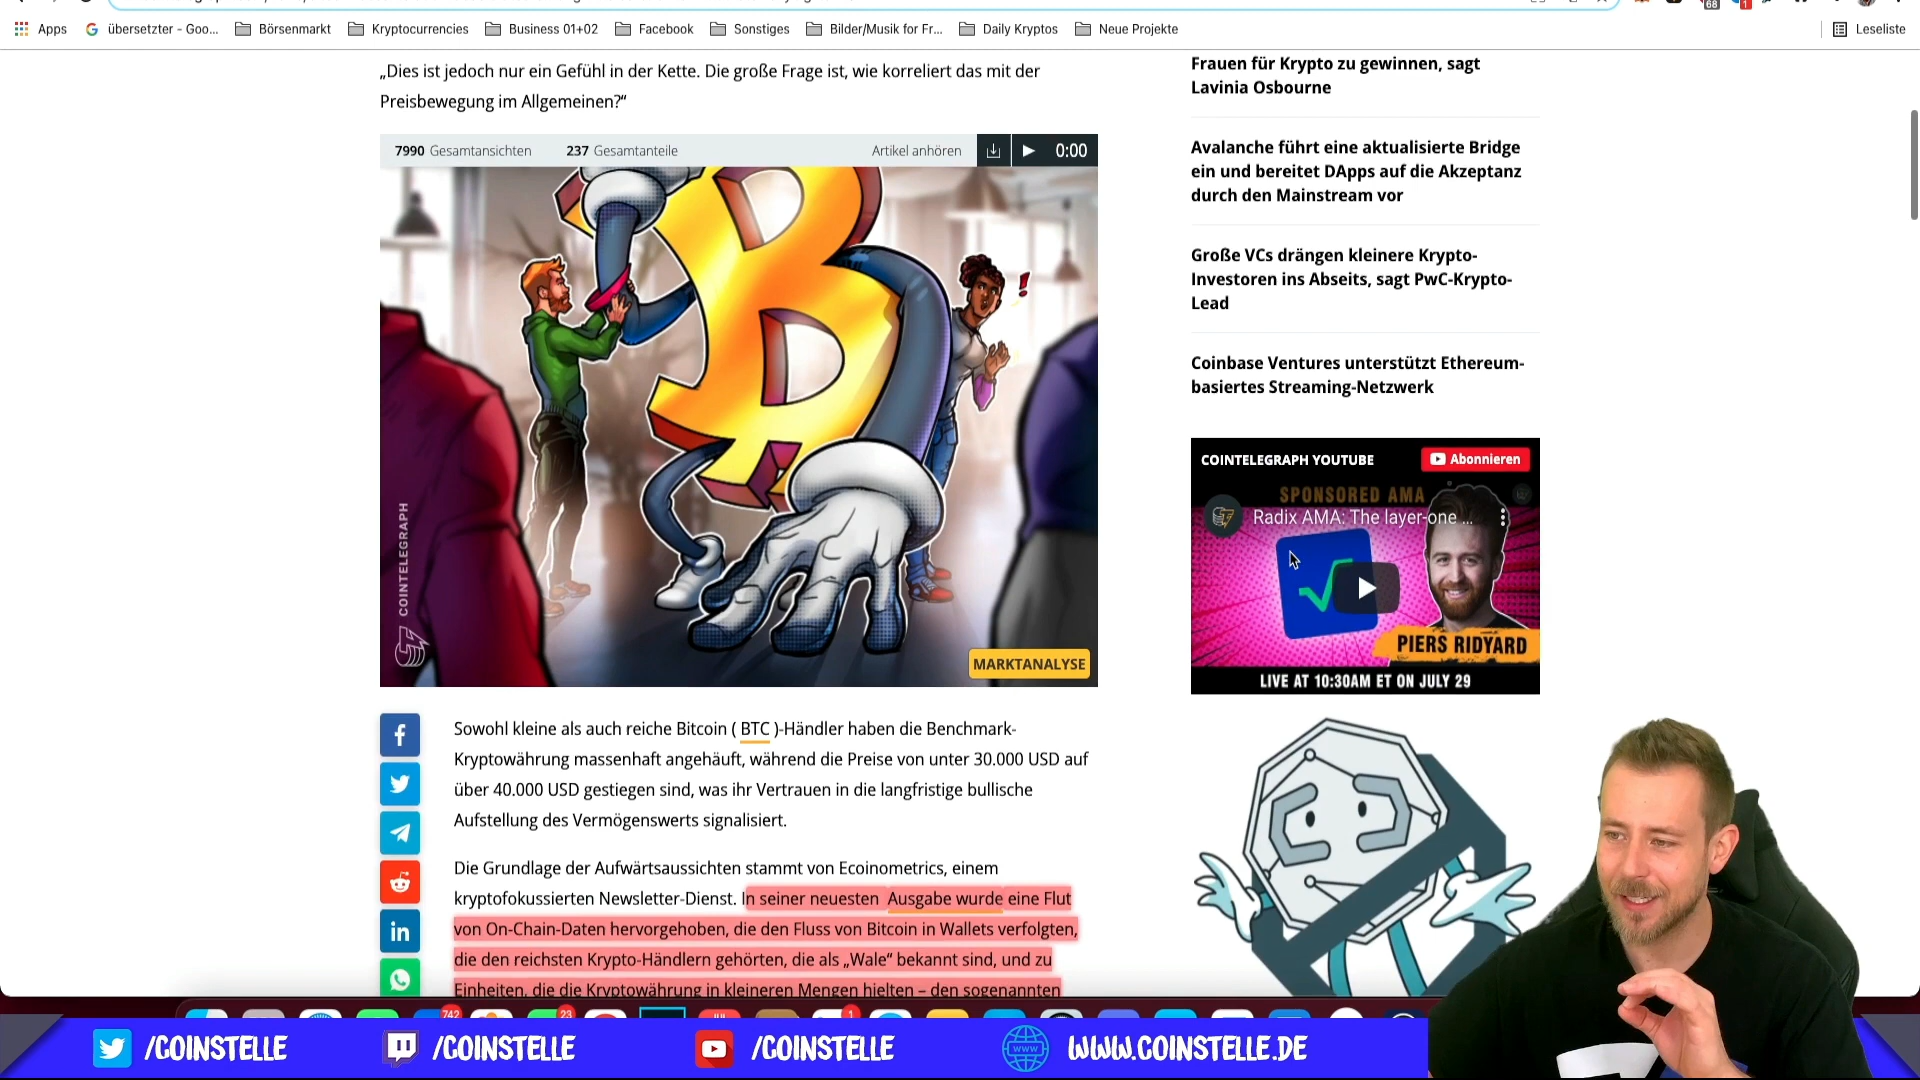 Apps
übersetzter - Goo...
Börsenmarkt
Kryptocurrencies
Business 01+02
Facebook
Sonstiges
Bilder/Musik for Fr...
Daily Kryptos
Neue Projekte
Leseliste
68
1
„Dies ist jedoch nur ein Gefühl in der Kette. Die große Frage ist, wie korreliert das mit der
Preisbewegung im Allgemeinen?“
7990 Gesamtansichten
237 Gesamtanteile
Artikel anhören
0:00
!
COINTELEGRAPH
MARKTANALYSE
Sowohl kleine als auch reiche Bitcoin ( BTC )-Händler haben die Benchmark-
Kryptowährung massenhaft angehäuft, während die Preise von unter 30.000 USD auf
über 40.000 USD gestiegen sind, was ihr Vertrauen in die langfristige bullische
Aufstellung des Vermögenswerts signalisiert.
Die Grundlage der Aufwärtsaussichten stammt von Ecoinometrics, einem
kryptofokussierten Newsletter-Dienst. In seiner neuesten Ausgabe wurde eine Flut
von On-Chain-Daten hervorgehoben, die den Fluss von Bitcoin in Wallets verfolgten,
die den reichsten Krypto-Händlern gehörten, die als „Wale“ bekannt sind, und zu
Einheiten, die die Kryptowährung in kleineren Mengen hielten – den sogenannten
Frauen für Krypto zu gewinnen, sagt
Lavinia Osbourne
Avalanche führt eine aktualisierte Bridge
ein und bereitet DApps auf die Akzeptanz
durch den Mainstream vor
Große VCs drängen kleinere Krypto-
Investoren ins Abseits, sagt PwC-Krypto-
Lead
Coinbase Ventures unterstützt Ethereum-
basiertes Streaming-Netzwerk
COINTELEGRAPH YOUTUBE
Abonnieren
SPONSORED AMA
Radix AMA: The layer-one ...
PIERS RIDYARD
LIVE AT 10:30AM ET ON JULY 29
742
23
1
/COINSTELLE
/COINSTELLE
/COINSTELLE
WWW.COINSTELLE.DE